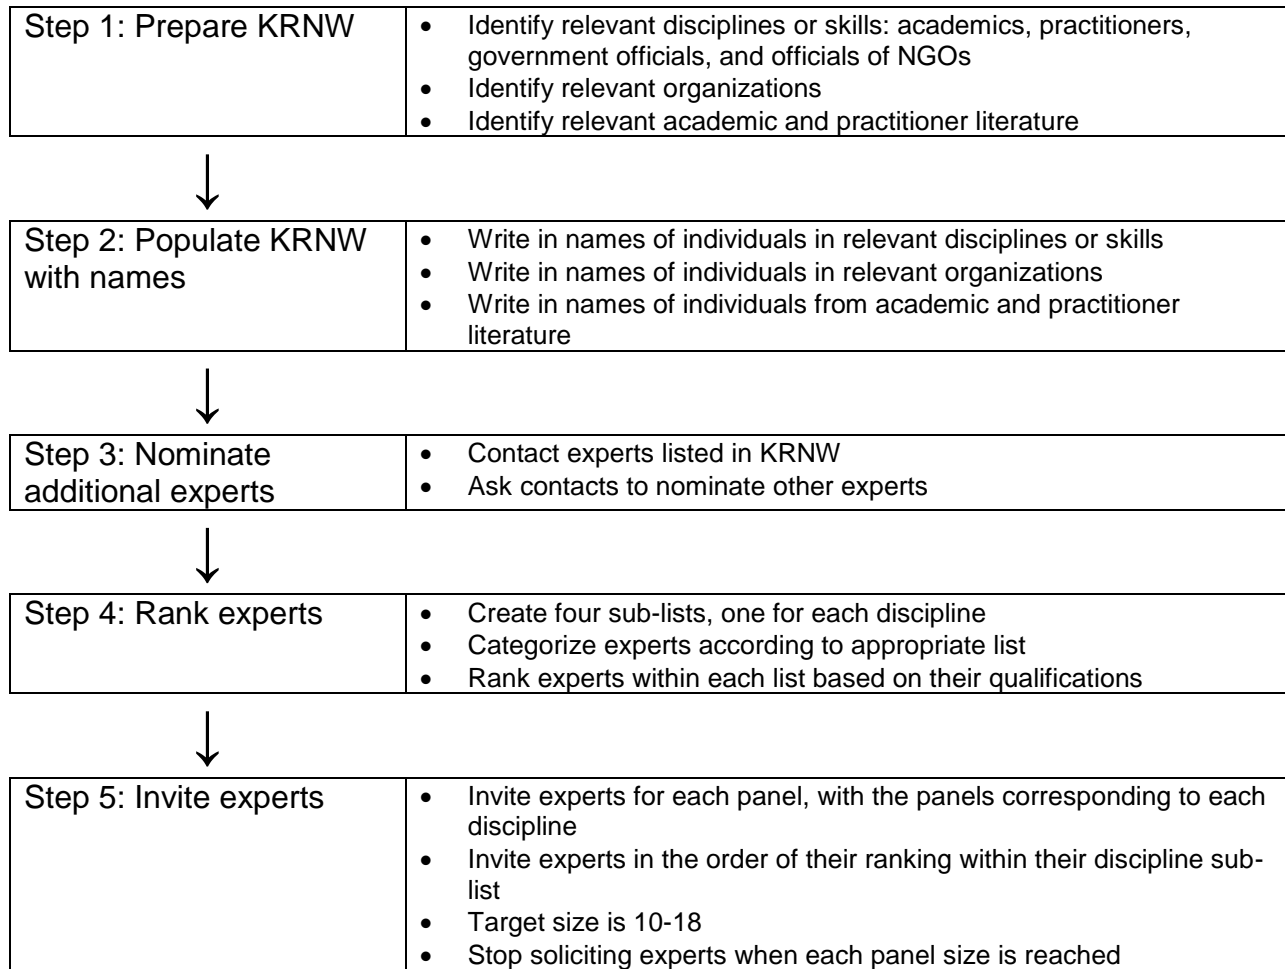 Step 1: Prepare KRNW
• Identify relevant disciplines or skills: academics, practitioners,
government officials, and officials of NGOs
• Identify relevant organizations
• Identify relevant academic and practitioner literature
↓
Step 2: Populate KRNW
with names
• Write in names of individuals in relevant disciplines or skills
• Write in names of individuals in relevant organizations
• Write in names of individuals from academic and practitioner
literature
↓
Step 3: Nominate
additional experts
• Contact experts listed in KRNW
• Ask contacts to nominate other experts
↓
Step 4: Rank experts
• Create four sub-lists, one for each discipline
• Categorize experts according to appropriate list
• Rank experts within each list based on their qualifications
↓
Step 5: Invite experts
• Invite experts for each panel, with the panels corresponding to each
discipline
• Invite experts in the order of their ranking within their discipline sub-
list
• Target size is 10-18
• Stop soliciting experts when each panel size is reached